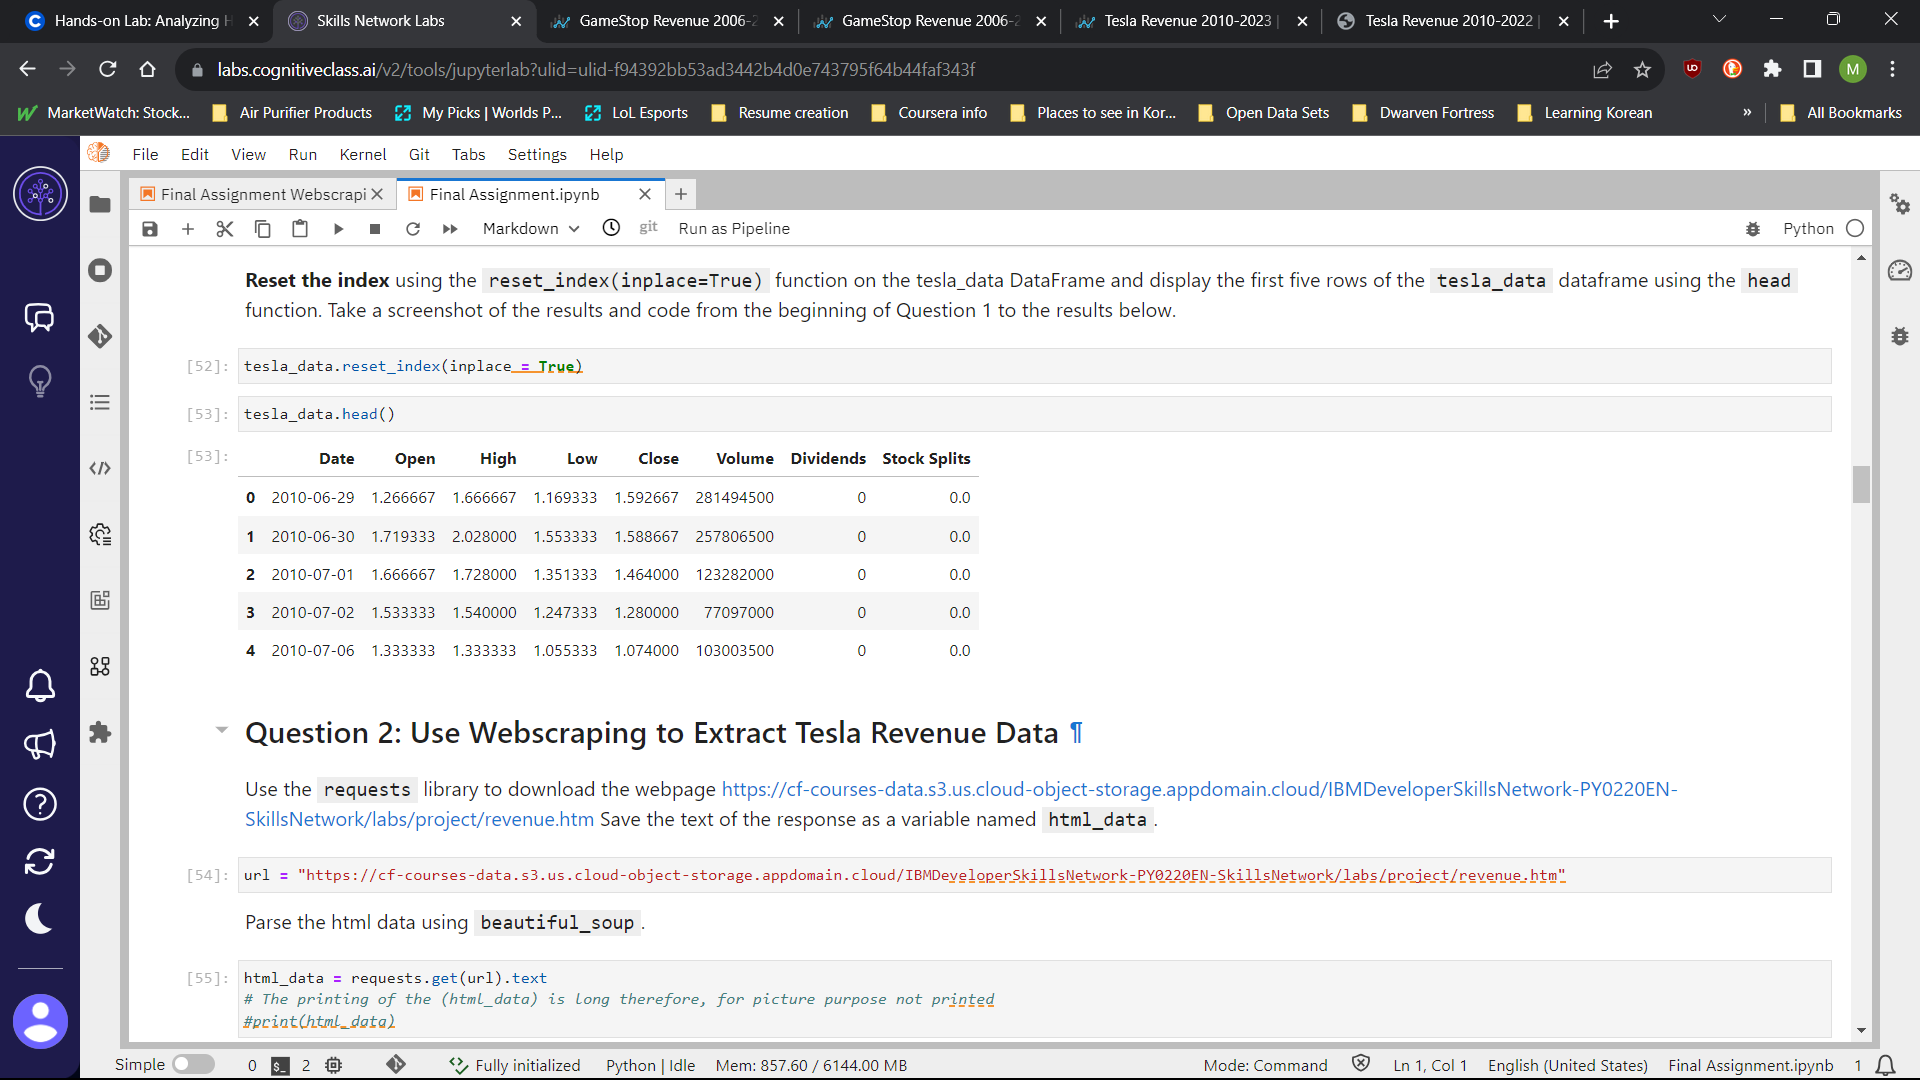 Hands-on Lab: Analyzing H
Skills Network Labs
GameStop Revenue 2006-2
GameStop Revenue 2006-2
Tesla Revenue 2010-2023 |
Tesla Revenue 2010-2022 |
labs.cognitiveclass.ai/v2/tools/jupyterlab?ulid=ulid-f94392bb53ad3442b4d0e743795f64b44faf343f
M
MarketWatch: Stock...
Air Purifier Products
My Picks | Worlds P...
LoL Esports
Resume creation
Coursera info
Places to see in Kor...
Open Data Sets
Dwarven Fortress
Learning Korean
»
All Bookmarks
File Edit View Run Kernel Git Tabs Settings Help
Final Assignment Webscrapi
Final Assignment.ipynb
Markdown
git
Run as Pipeline
Python
Reset the index using the reset_index(inplace=True) function on the tesla_data DataFrame and display the first five rows of the tesla_data dataframe using the head
function. Take a screenshot of the results and code from the beginning of Question 1 to the results below.
[52]: tesla_data.reset_index(inplace = True)
[53]: tesla_data.head()
[53]: Date Open High Low Close Volume Dividends Stock Splits
0 2010-06-29 1.266667 1.666667 1.169333 1.592667 281494500 0 0.0
1 2010-06-30 1.719333 2.028000 1.553333 1.588667 257806500 0 0.0
2 2010-07-01 1.666667 1.728000 1.351333 1.464000 123282000 0 0.0
3 2010-07-02 1.533333 1.540000 1.247333 1.280000 77097000 0 0.0
4 2010-07-06 1.333333 1.333333 1.055333 1.074000 103003500 0 0.0
Question 2: Use Webscraping to Extract Tesla Revenue Data ¶
Use the requests library to download the webpage https://cf-courses-data.s3.us.cloud-object-storage.appdomain.cloud/IBMDeveloperSkillsNetwork-PY0220EN-
SkillsNetwork/labs/project/revenue.htm Save the text of the response as a variable named html_data .
[54]: url = "https://cf-courses-data.s3.us.cloud-object-storage.appdomain.cloud/IBMDeveloperSkillsNetwork-PY0220EN-SkillsNetwork/labs/project/revenue.htm"
Parse the html data using beautiful_soup .
[55]: html_data = requests.get(url).text
# The printing of the (html_data) is long therefore, for picture purpose not printed
#print(html_data)
Simple 0 2 Fully initialized Python | Idle Mem: 857.60 / 6144.00 MB Mode: Command Ln 1, Col 1 English (United States) Final Assignment.ipynb 1